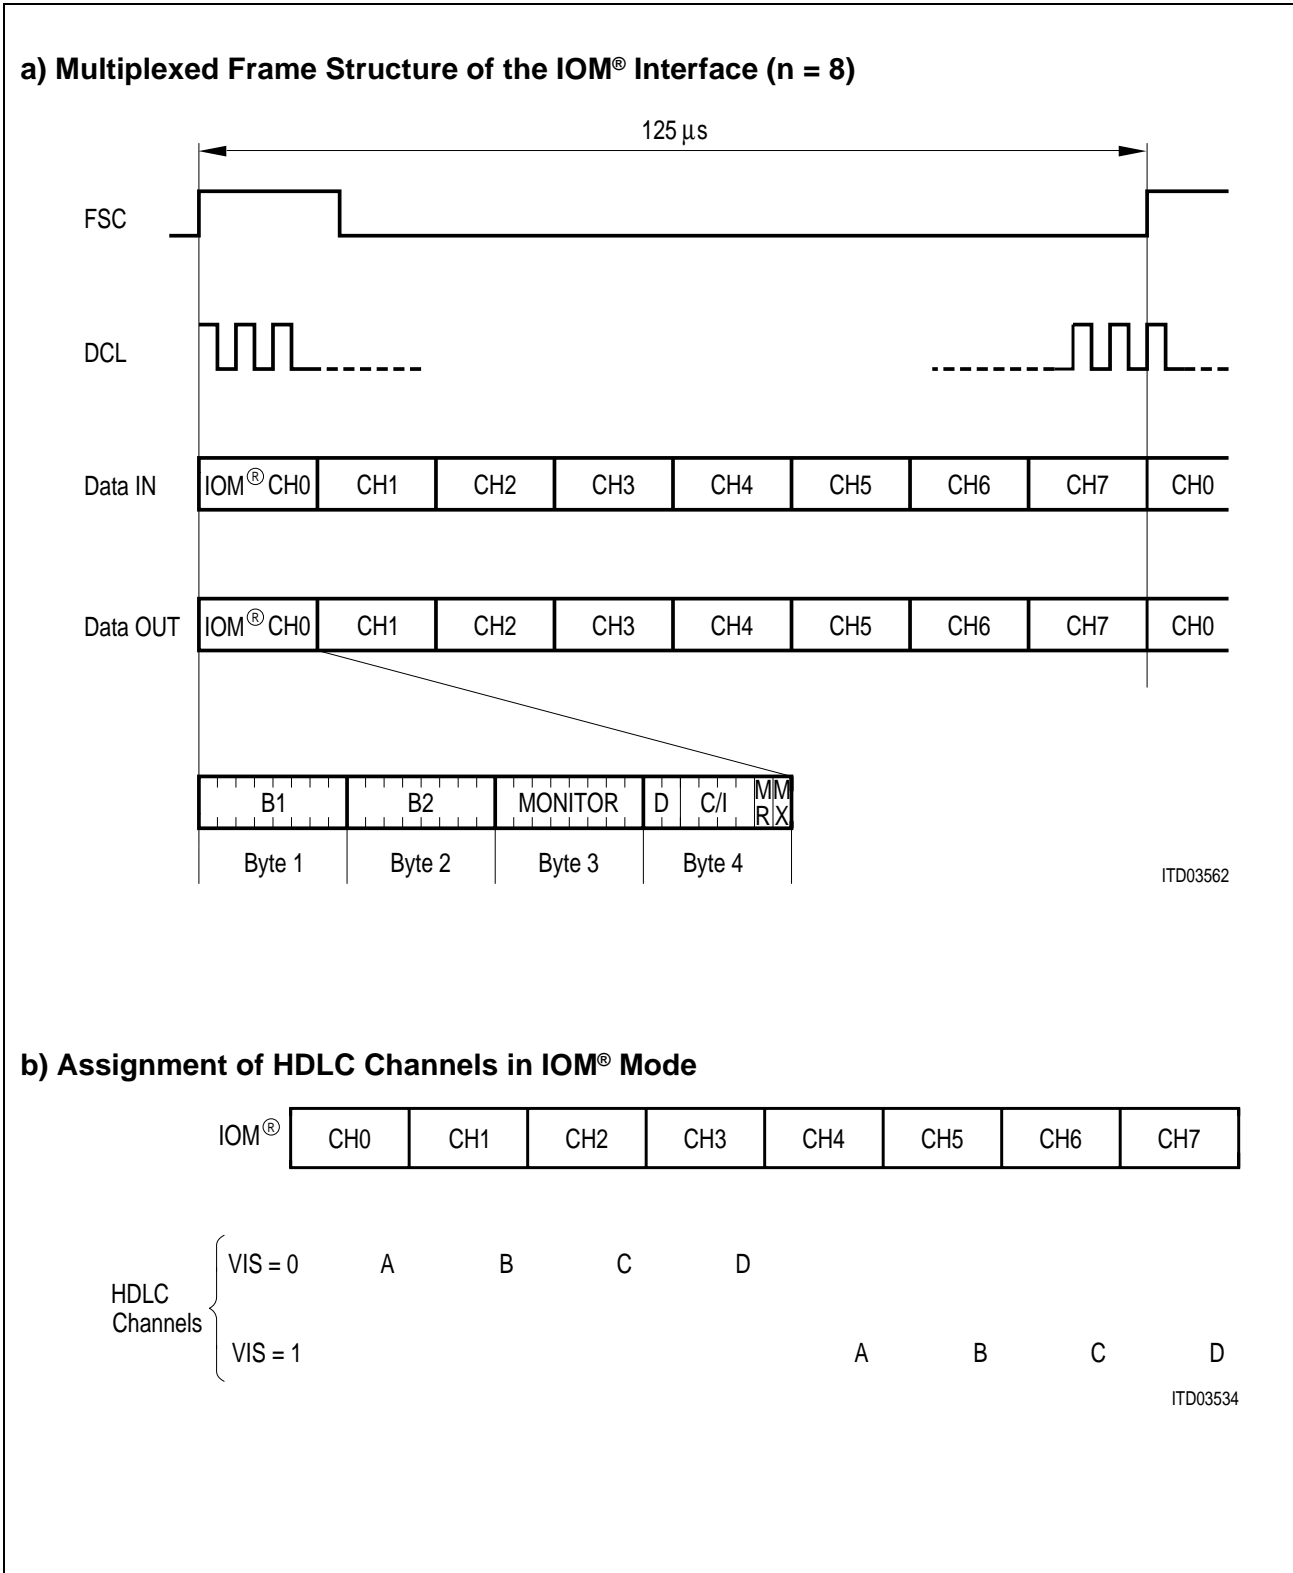 a) Multiplexed Frame Structure of the IOM® Interface (n = 8)
125 µs
FSC
DCL
Data IN IOM® CH0 CH1 CH2 CH3 CH4 CH5 CH6 CH7 CH0
Data OUT IOM® CH0 CH1 CH2 CH3 CH4 CH5 CH6 CH7 CH0
B1 B2 MONITOR D C/I MR MX
Byte 1 Byte 2 Byte 3 Byte 4
ITD03562
b) Assignment of HDLC Channels in IOM® Mode
IOM® CH0 CH1 CH2 CH3 CH4 CH5 CH6 CH7
HDLC
Channels
VIS = 0 A B C D
VIS = 1 A B C D
ITD03534